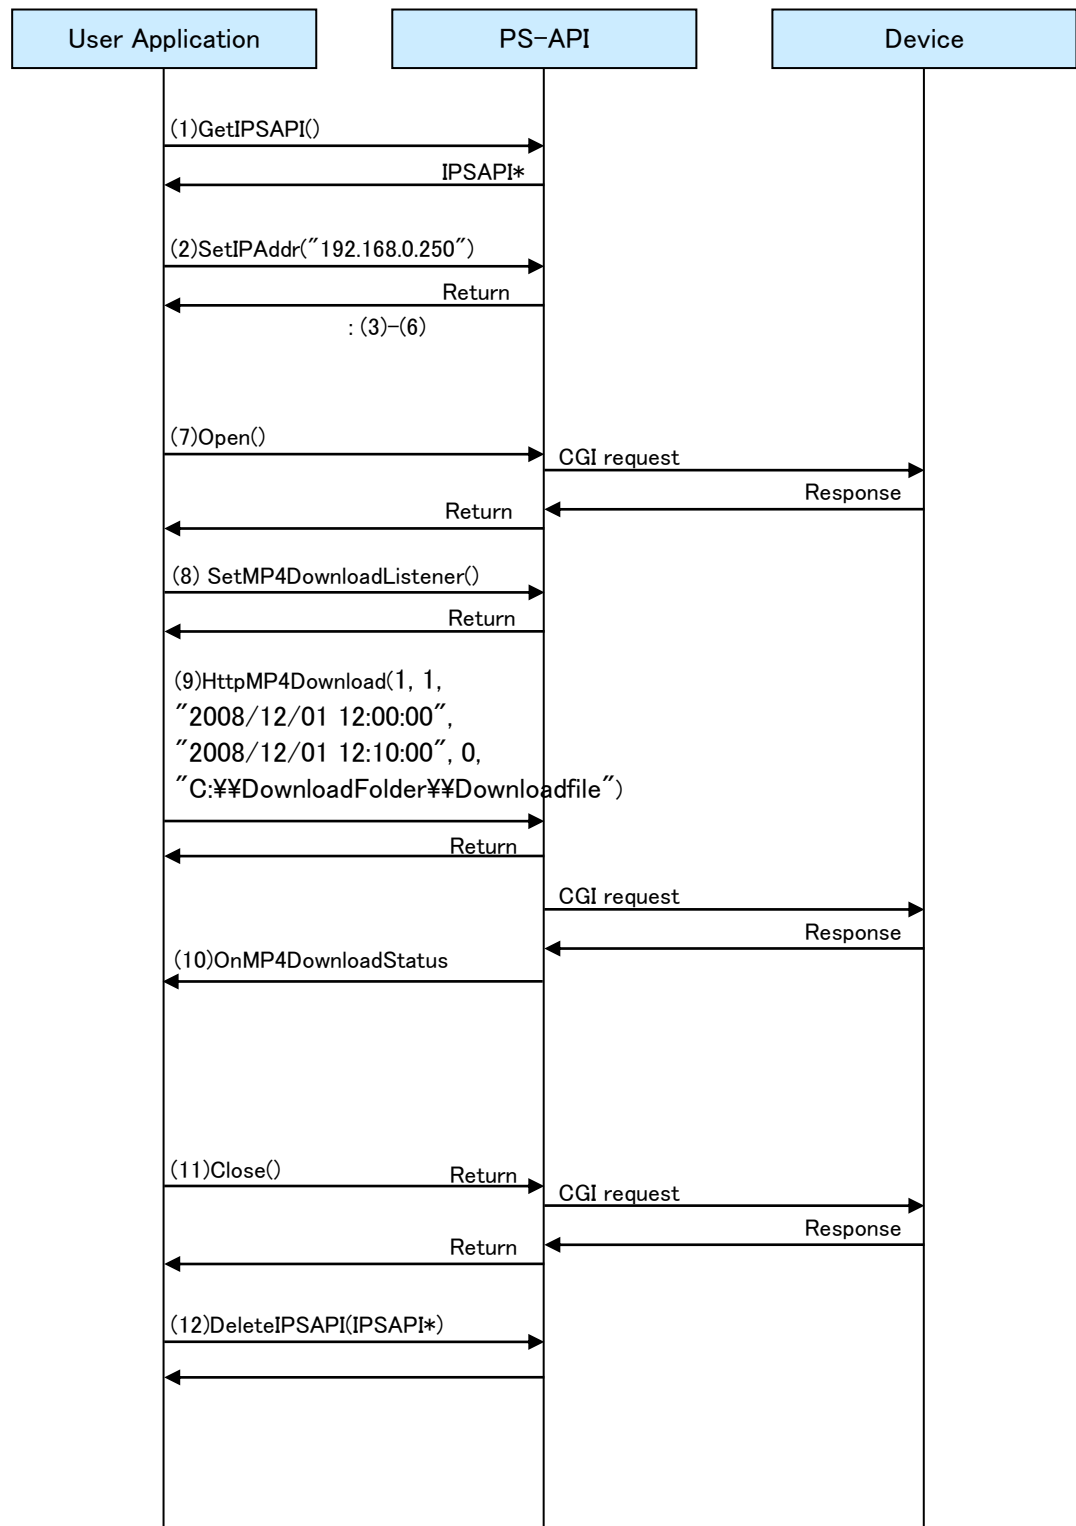 User Application
PS-API
Device
(1)GetIPSAPI()
IPSAPI*
(2)SetIPAddr("192.168.0.250")
Return
: (3)-(6)
(7)Open()
CGI request
Response
Return
(8) SetMP4DownloadListener()
Return
(9)HttpMP4Download(1, 1,
"2008/12/01 12:00:00",
"2008/12/01 12:10:00", 0,
"C:¥¥DownloadFolder¥¥Downloadfile")
Return
CGI request
Response
(10)OnMP4DownloadStatus
(11)Close()
Return
CGI request
Response
Return
(12)DeleteIPSAPI(IPSAPI*)